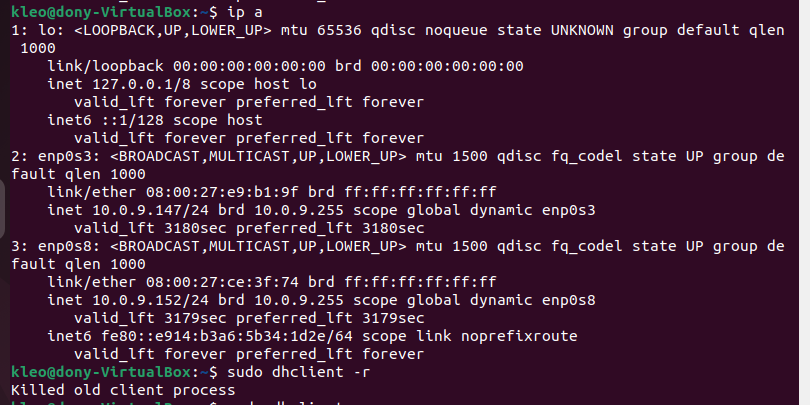 kleo@dony-VirtualBox:~$ ip a
1: lo: <LOOPBACK,UP,LOWER_UP> mtu 65536 qdisc noqueue state UNKNOWN group default qlen
 1000
    link/loopback 00:00:00:00:00:00 brd 00:00:00:00:00:00
    inet 127.0.0.1/8 scope host lo
       valid_lft forever preferred_lft forever
    inet6 ::1/128 scope host
       valid_lft forever preferred_lft forever
2: enp0s3: <BROADCAST,MULTICAST,UP,LOWER_UP> mtu 1500 qdisc fq_codel state UP group de
fault qlen 1000
    link/ether 08:00:27:e9:b1:9f brd ff:ff:ff:ff:ff:ff
    inet 10.0.9.147/24 brd 10.0.9.255 scope global dynamic enp0s3
       valid_lft 3180sec preferred_lft 3180sec
3: enp0s8: <BROADCAST,MULTICAST,UP,LOWER_UP> mtu 1500 qdisc fq_codel state UP group de
fault qlen 1000
    link/ether 08:00:27:ce:3f:74 brd ff:ff:ff:ff:ff:ff
    inet 10.0.9.152/24 brd 10.0.9.255 scope global dynamic enp0s8
       valid_lft 3179sec preferred_lft 3179sec
    inet6 fe80::e914:b3a6:5b34:1d2e/64 scope link noprefixroute
       valid_lft forever preferred_lft forever
kleo@dony-VirtualBox:~$ sudo dhclient -r
Killed old client process